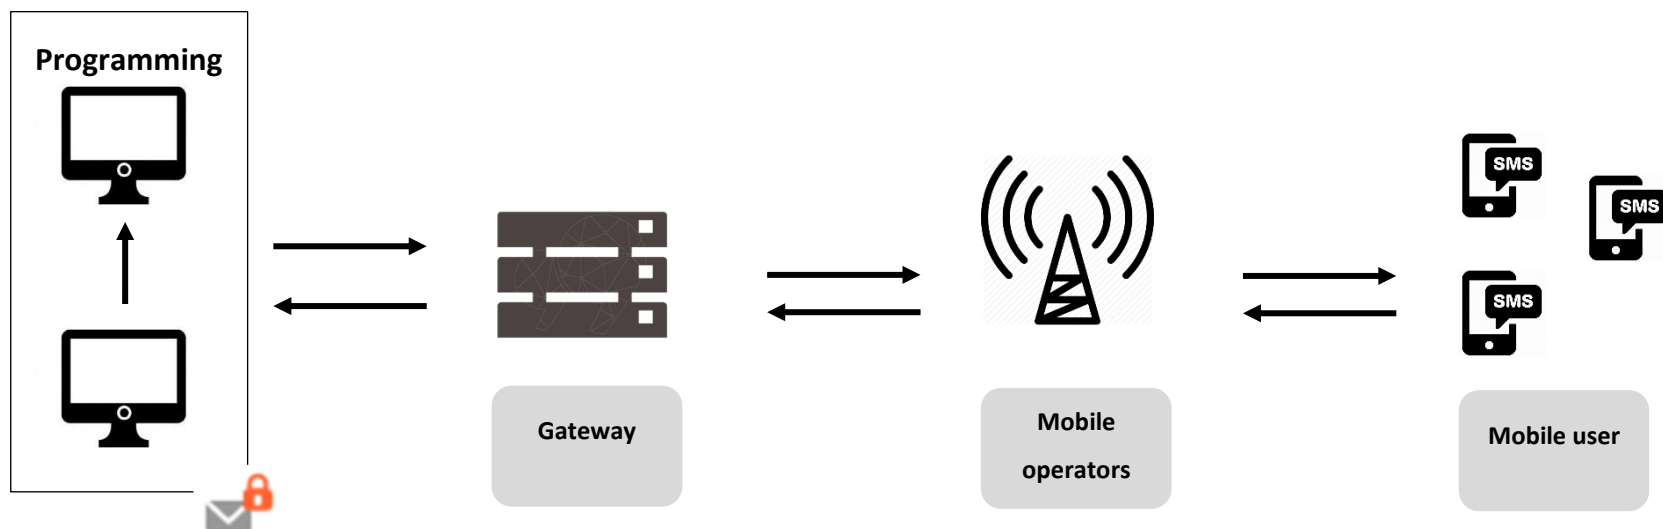 Programming
SMS
SMS
SMS
Gateway
Mobile
operators
Mobile user